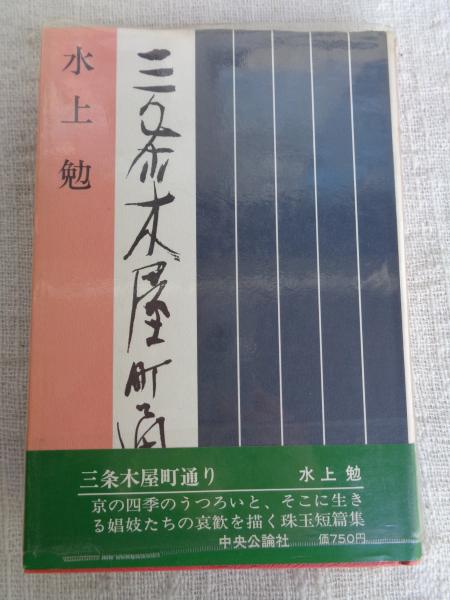 水上勉
三条木屋町通
三条木屋町通り 水上 勉
京の四季のうつろいと、そこに生き
る娼妓たちの哀歓を描く珠玉短篇集
中央公論社 価750円